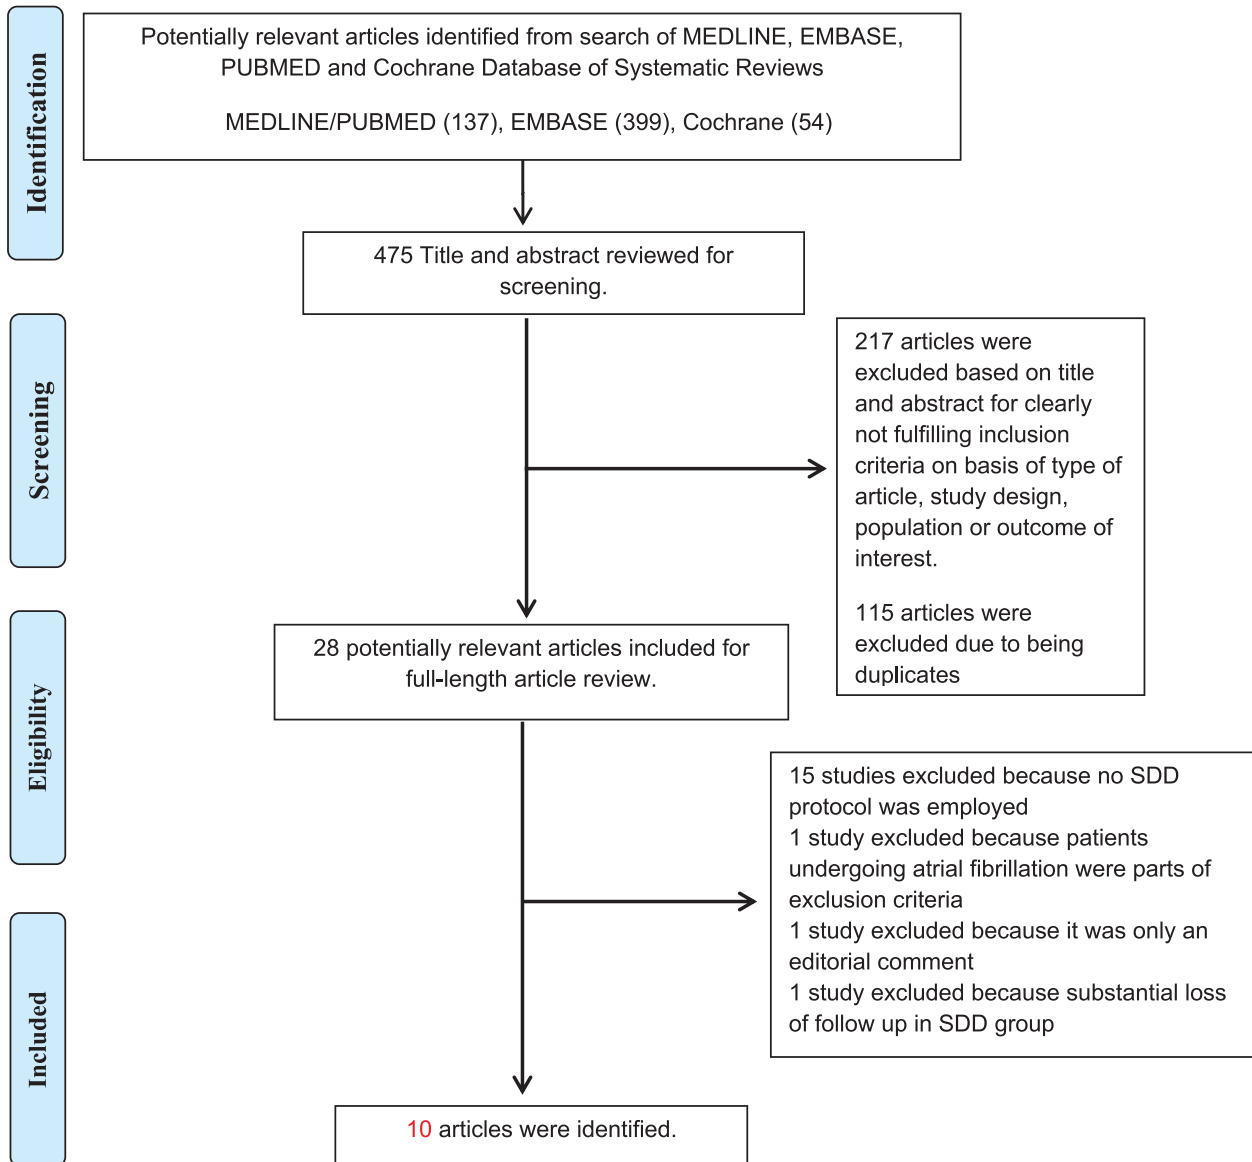 Identification
Potentially relevant articles identified from search of MEDLINE, EMBASE,
PUBMED and Cochrane Database of Systematic Reviews
MEDLINE/PUBMED (137), EMBASE (399), Cochrane (54)
475 Title and abstract reviewed for
screening.
Screening
217 articles were
excluded based on title
and abstract for clearly
not fulfilling inclusion
criteria on basis of type of
article, study design,
population or outcome of
interest.
115 articles were
excluded due to being
duplicates
Eligibility
28 potentially relevant articles included for
full-length article review.
15 studies excluded because no SDD
protocol was employed
1 study excluded because patients
undergoing atrial fibrillation were parts of
exclusion criteria
1 study excluded because it was only an
editorial comment
1 study excluded because substantial loss
of follow up in SDD group
Included
10 articles were identified.